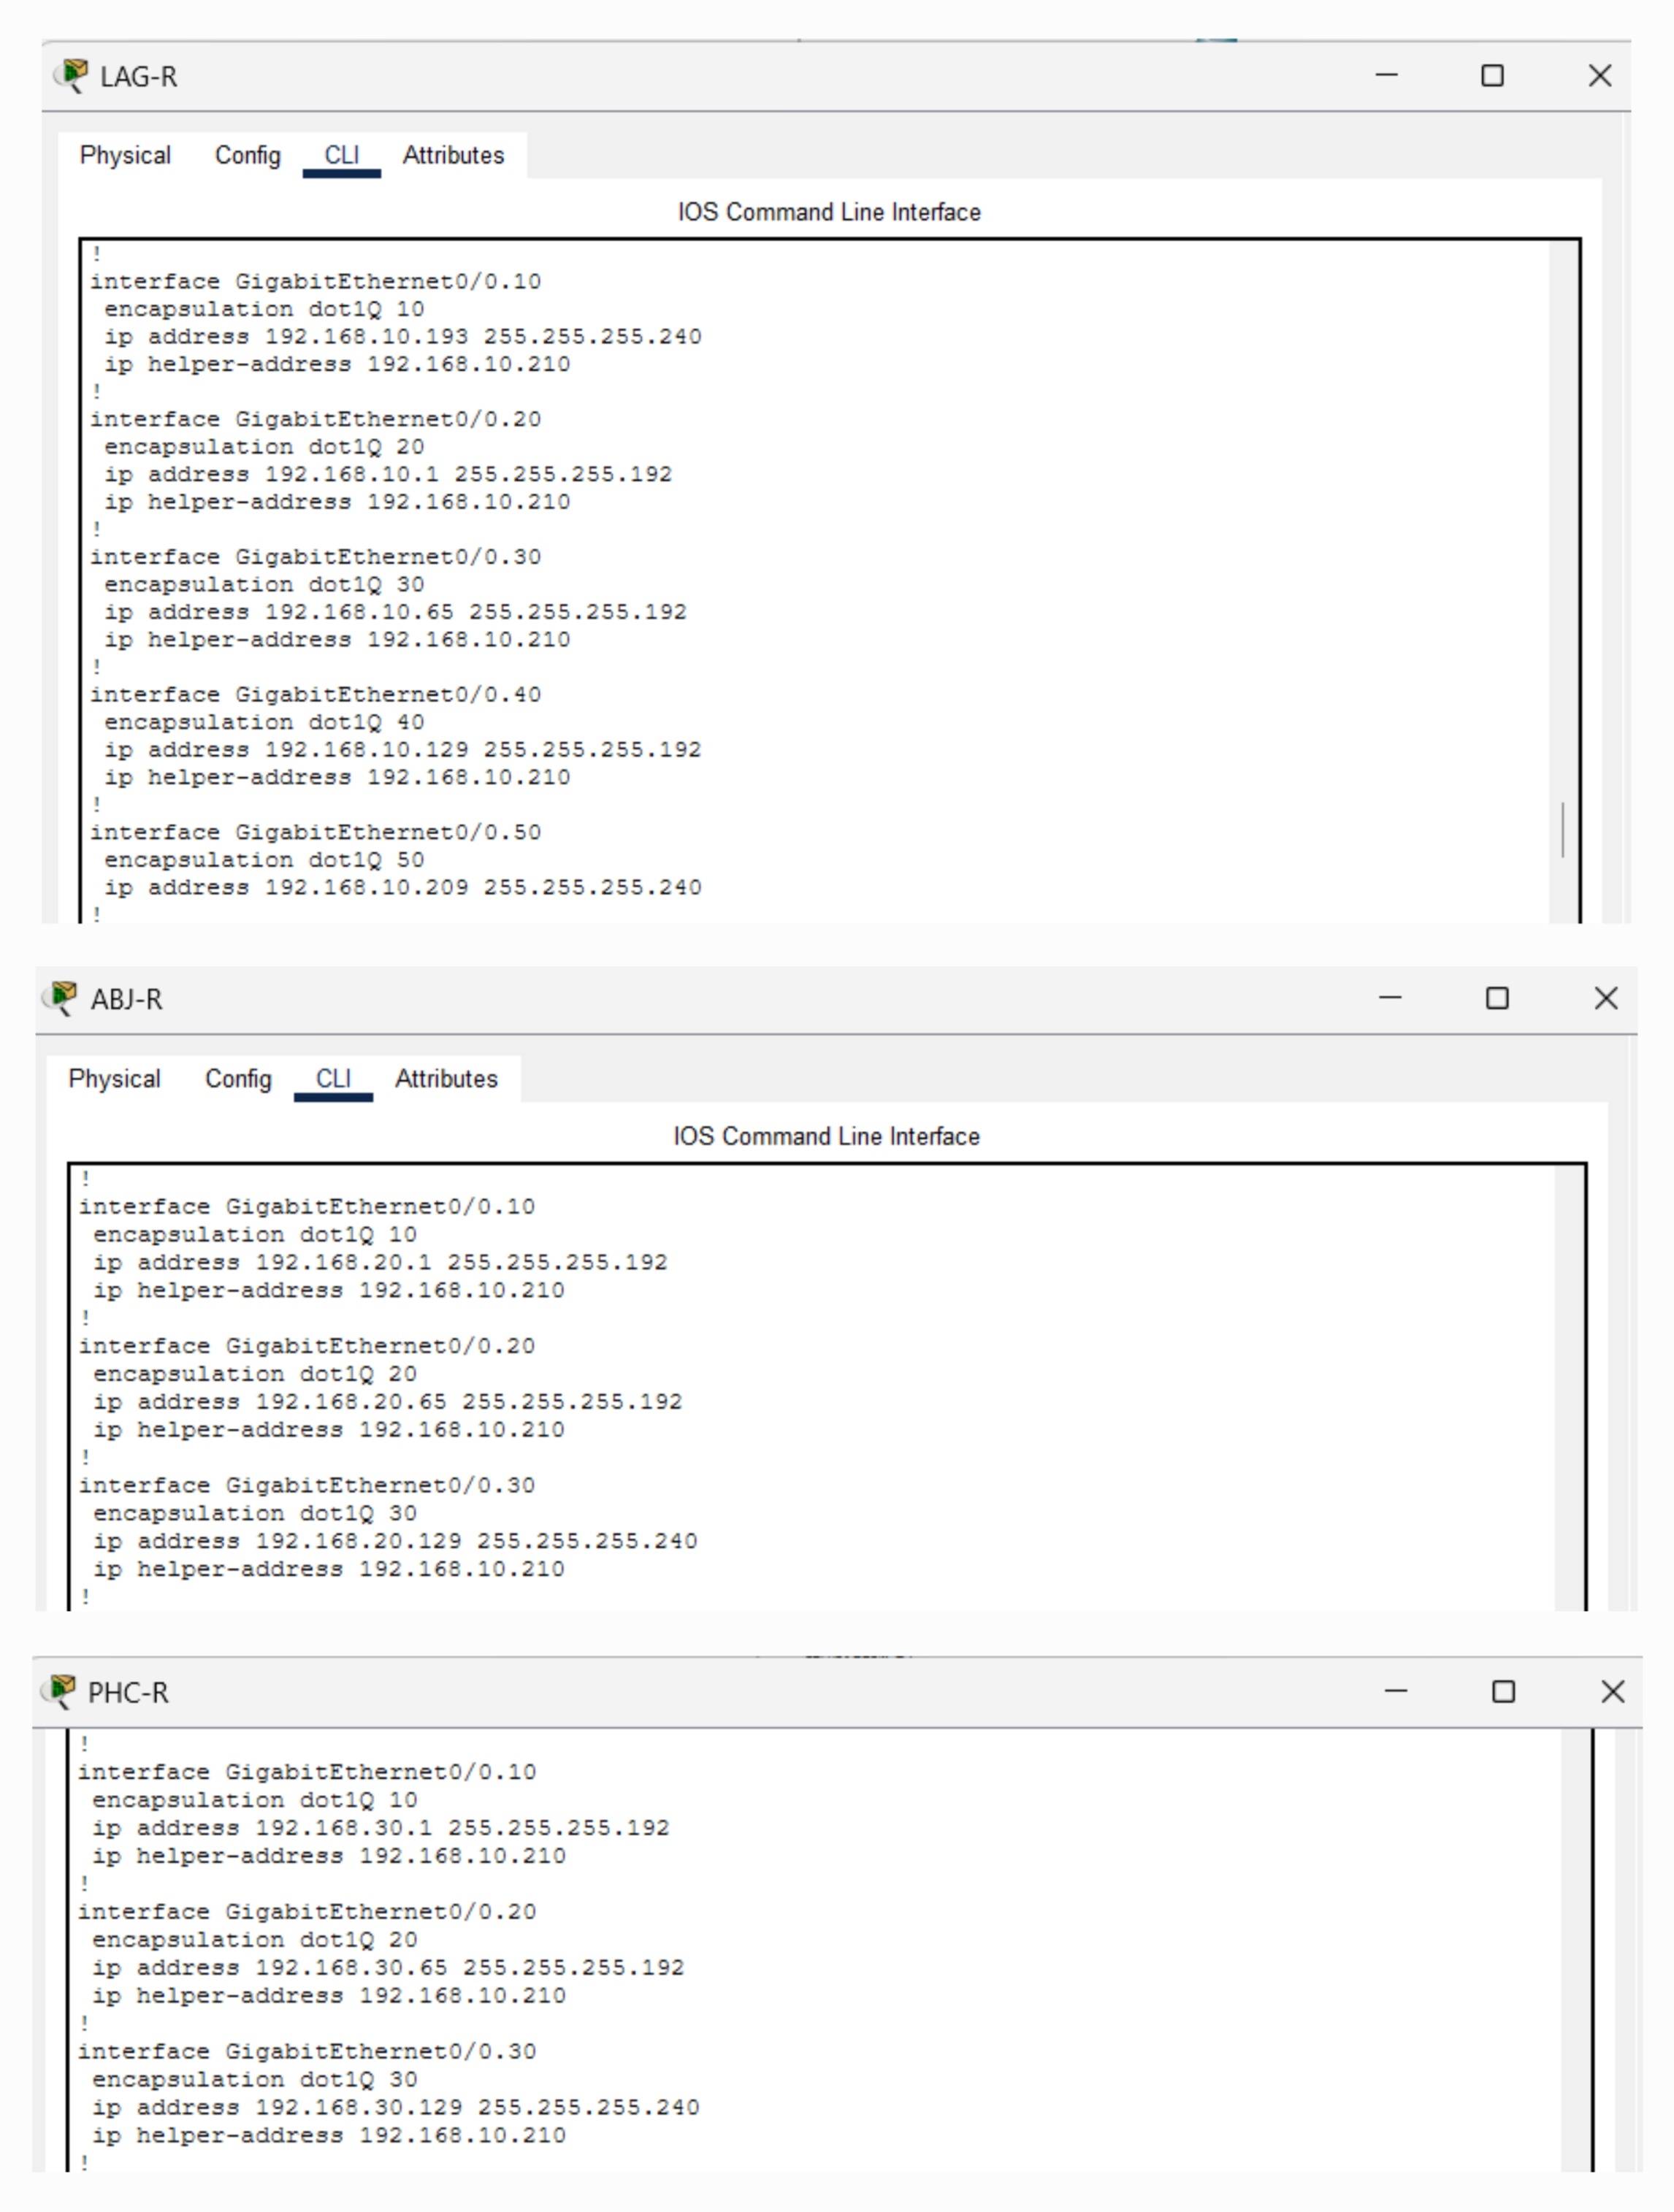 LAG-R
Physical Config CLI Attributes
IOS Command Line Interface
!
interface GigabitEthernet0/0.10
 encapsulation dot1Q 10
 ip address 192.168.10.193 255.255.255.240
 ip helper-address 192.168.10.210
!
interface GigabitEthernet0/0.20
 encapsulation dot1Q 20
 ip address 192.168.10.1 255.255.255.192
 ip helper-address 192.168.10.210
!
interface GigabitEthernet0/0.30
 encapsulation dot1Q 30
 ip address 192.168.10.65 255.255.255.192
 ip helper-address 192.168.10.210
!
interface GigabitEthernet0/0.40
 encapsulation dot1Q 40
 ip address 192.168.10.129 255.255.255.192
 ip helper-address 192.168.10.210
!
interface GigabitEthernet0/0.50
 encapsulation dot1Q 50
 ip address 192.168.10.209 255.255.255.240
!
ABJ-R
Physical Config CLI Attributes
IOS Command Line Interface
!
interface GigabitEthernet0/0.10
 encapsulation dot1Q 10
 ip address 192.168.20.1 255.255.255.192
 ip helper-address 192.168.10.210
!
interface GigabitEthernet0/0.20
 encapsulation dot1Q 20
 ip address 192.168.20.65 255.255.255.192
 ip helper-address 192.168.10.210
!
interface GigabitEthernet0/0.30
 encapsulation dot1Q 30
 ip address 192.168.20.129 255.255.255.240
 ip helper-address 192.168.10.210
!
PHC-R
!
interface GigabitEthernet0/0.10
 encapsulation dot1Q 10
 ip address 192.168.30.1 255.255.255.192
 ip helper-address 192.168.10.210
!
interface GigabitEthernet0/0.20
 encapsulation dot1Q 20
 ip address 192.168.30.65 255.255.255.192
 ip helper-address 192.168.10.210
!
interface GigabitEthernet0/0.30
 encapsulation dot1Q 30
 ip address 192.168.30.129 255.255.255.240
 ip helper-address 192.168.10.210
!